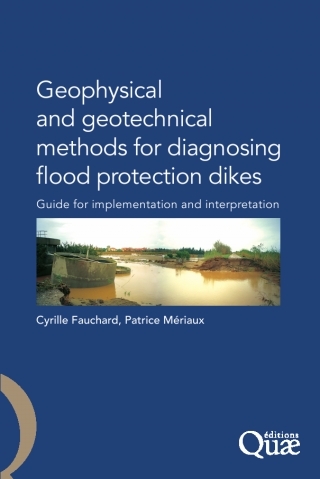 Geophysical
and geotechnical
methods for diagnosing
flood protection dikes
Guide for implementation and interpretation
Cyrille Fauchard, Patrice Mériaux
éditions
Quæ